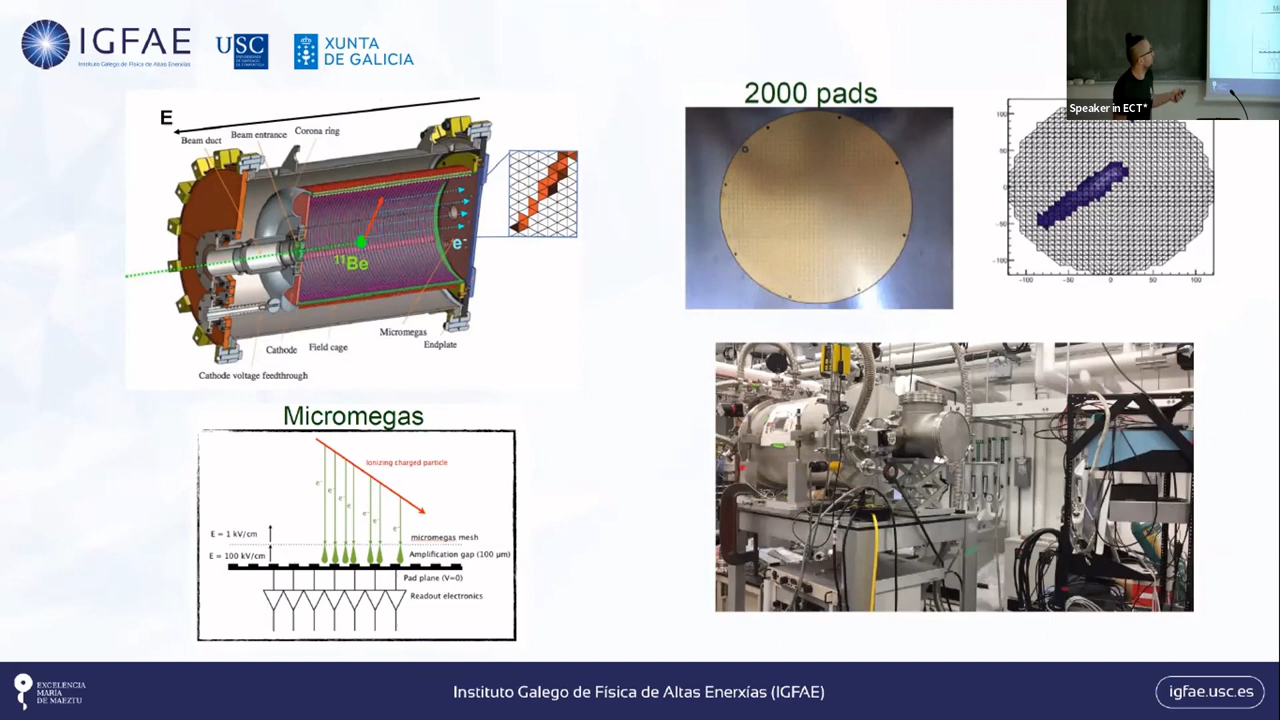 IGFAE
Instituto Galego de Física de Altas Enerxías
USC
XUNTA
DE GALICIA
Speaker in ECT*
E
Beam duct
Beam entrance
Corona ring
11Be
e-
Cathode
Field cage
Micromegas
Endplate
Cathode voltage feedthrough
2000 pads
100
50
0
-50
-100
-100
-50
0
50
100
Micromegas
Ionizing charged particle
e-
e-
e-
e-
e-
e-
E = 1 kV/cm
micromegas mesh
E = 100 kV/cm
Amplification gap (100 μm)
Pad plane (V=0)
Readout electronics
EXCELENCIA
MARÍA
DE MAEZTU
Instituto Galego de Física de Altas Enerxías (IGFAE)
igfae.usc.es